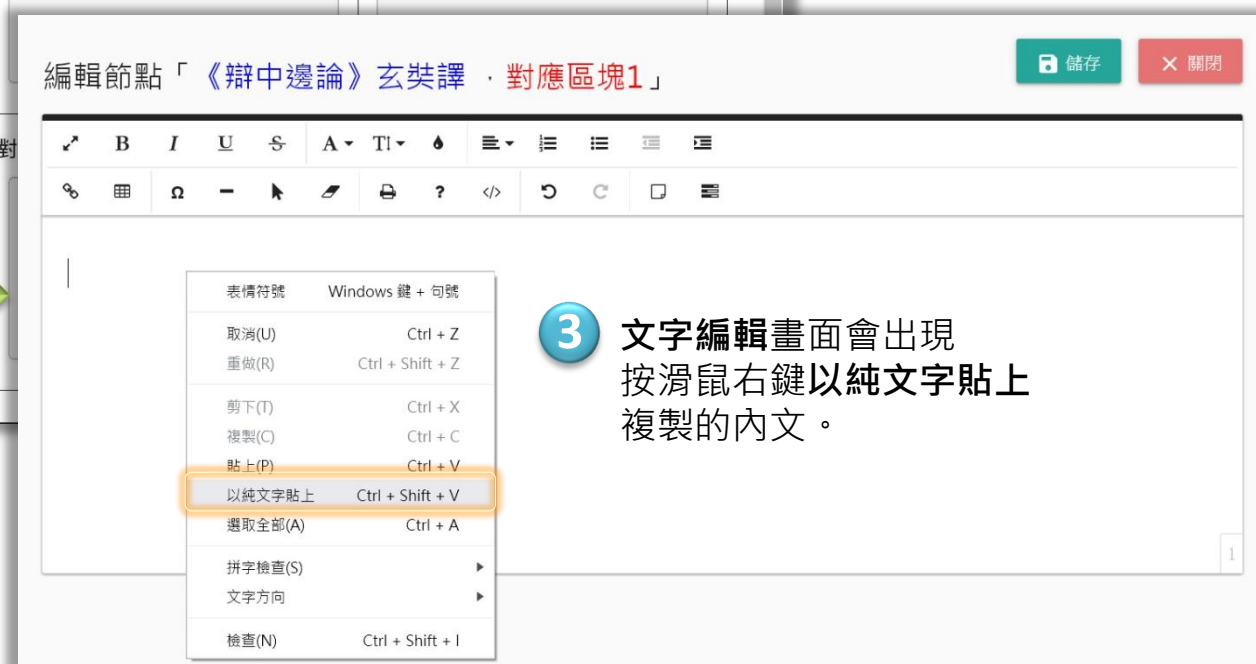 對
編輯節點「《辯中邊論》玄奘譯 ‧對應區塊1」
儲存
關閉
B I U S A T!
Ω ? </>
表情符號 Windows 鍵 + 句號
取消(U) Ctrl + Z
重做(R) Ctrl + Shift + Z
剪下(T) Ctrl + X
複製(C) Ctrl + C
貼上(P) Ctrl + V
以純文字貼上 Ctrl + Shift + V
選取全部(A) Ctrl + A
拼字檢查(S)
文字方向
檢查(N) Ctrl + Shift + I
3 文字編輯畫面會出現
按滑鼠右鍵以純文字貼上
複製的內文。
1